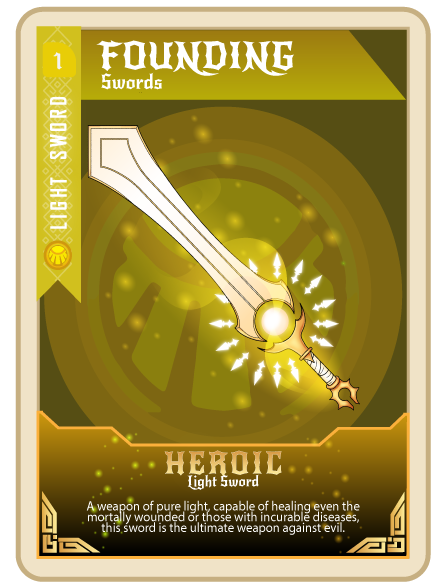 1
LIGHT SWORD
FOUNDING
Swords
HEROIC
Light Sword
A weapon of pure light, capable of healing even the
mortally wounded or those with incurable diseases,
this sword is the ultimate weapon against evil.